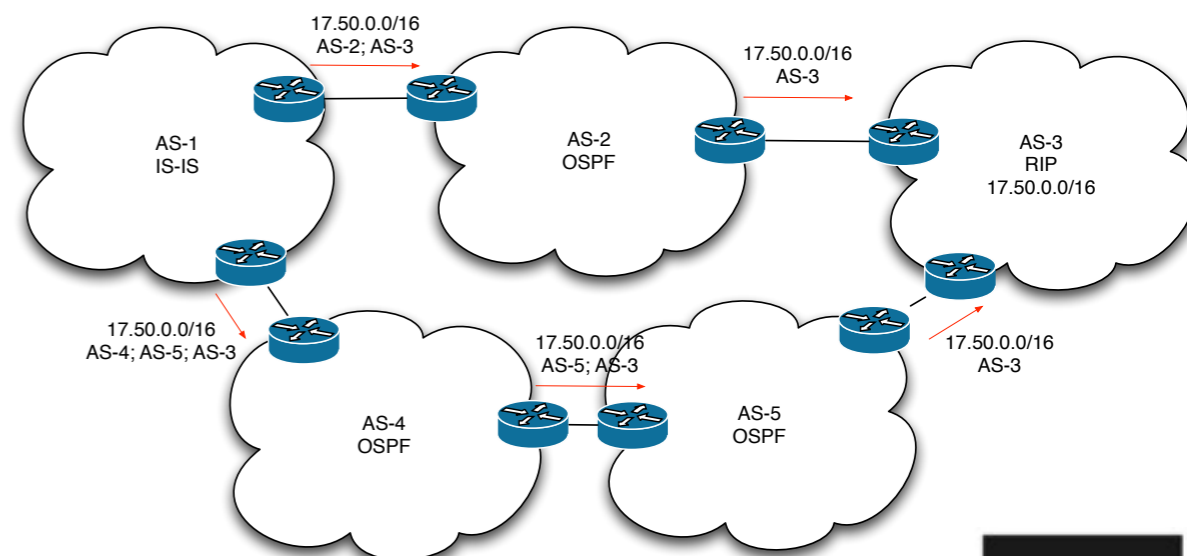 17.50.0.0/16
AS-2; AS-3
17.50.0.0/16
AS-3
AS-1
IS-IS
AS-2
OSPF
AS-3
RIP
17.50.0.0/16
17.50.0.0/16
AS-4; AS-5; AS-3
17.50.0.0/16
AS-5; AS-3
17.50.0.0/16
AS-3
AS-4
OSPF
AS-5
OSPF